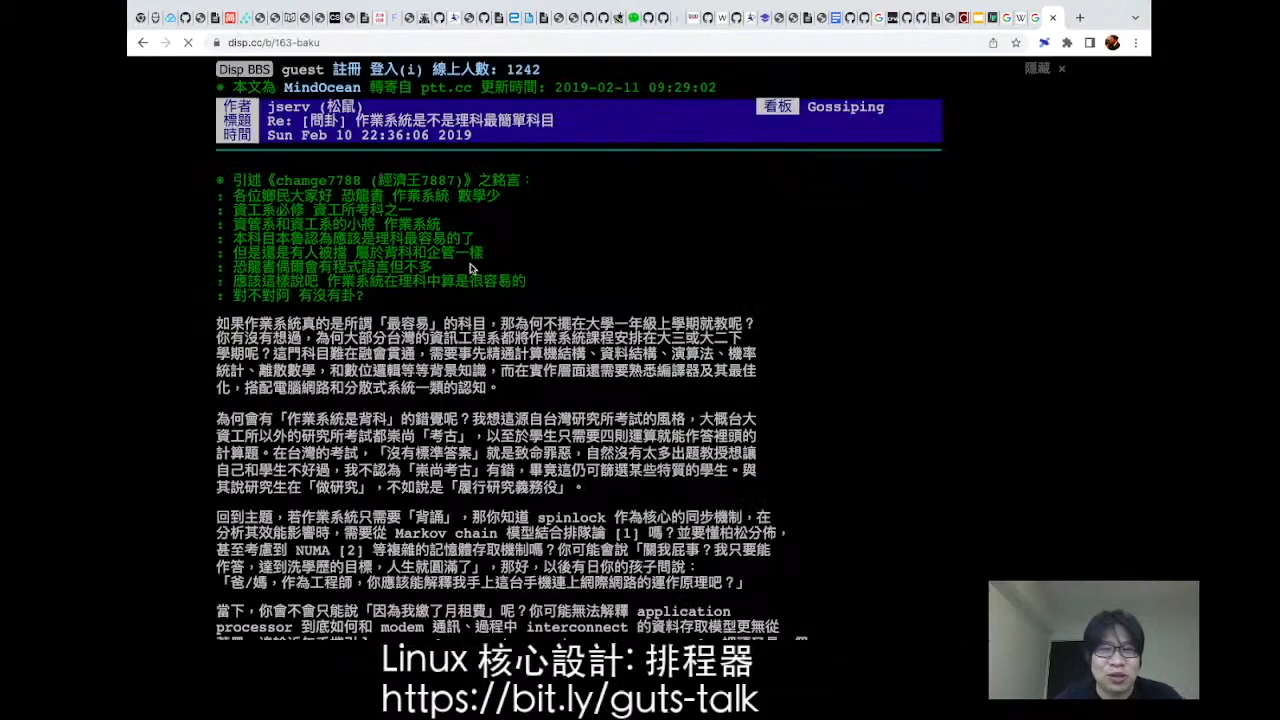 disp.cc/b/163-baku
Disp BBS guest 註冊 登入(i) 線上人數: 1242
隱藏 ×
※ 本文為 MindOcean 轉寄自 ptt.cc 更新時間: 2019-02-11 09:29:02
作者 jserv (松鼠) 看板 Gossiping
標題 Re: [問卦] 作業系統是不是理科最簡單科目
時間 Sun Feb 10 22:36:06 2019
※ 引述《chamge7788 (經濟王7887)》之銘言：
: 各位鄉民大家好 恐龍書 作業系統 數學少
: 資工系必修 資工所考科之一
: 資管系和資工系的小將 作業系統
: 本科目本魯認為應該是理科最容易的了
: 但是還是有人被擋 屬於背科和企管一樣
: 恐龍書偶爾會有程式語言但不多
: 應該這樣說吧 作業系統在理科中算是很容易的
: 對不對阿 有沒有卦?
如果作業系統真的是所謂「最容易」的科目，那為何不擺在大學一年級上學期就教呢？
你有沒有想過，為何大部分台灣的資訊工程系都將作業系統課程安排在大三或大二下
學期呢？這門科目難在融會貫通，需要事先精通計算機結構、資料結構、演算法、機率
統計、離散數學，和數位邏輯等等背景知識，而在實作層面還需要熟悉編譯器及其最佳
化，搭配電腦網路和分散式系統一類的認知。
為何會有「作業系統是背科」的錯覺呢？我想這源自台灣研究所考試的風格，大概台大
資工所以外的研究所考試都崇尚「考古」，以至於學生只需要四則運算就能作答裡頭的
計算題。在台灣的考試，「沒有標準答案」就是致命罪惡，自然沒有太多出題教授想讓
自己和學生不好過，我不認為「崇尚考古」有錯，畢竟這仍可篩選某些特質的學生。與
其說研究生在「做研究」，不如說是「履行研究義務役」。
回到主題，若作業系統只需要「背誦」，那你知道 spinlock 作為核心的同步機制，在
分析其效能影響時，需要從 Markov chain 模型結合排隊論 [1] 嗎？並要懂柏松分佈，
甚至考慮到 NUMA [2] 等複雜的記憶體存取機制嗎？你可能會說「關我屁事？我只要能
作答，達到洗學歷的目標，人生就圓滿了」，那好，以後有日你的孩子問說：
「爸/媽，作為工程師，你應該能解釋我手上這台手機連上網際網路的運作原理吧？」
當下，你會不會只能說「因為我繳了月租費」呢？你可能無法解釋 application
processor 到底如何和 modem 通訊、過程中 interconnect 的資料存取模型更無從
Linux 核心設計: 排程器
https://bit.ly/guts-talk